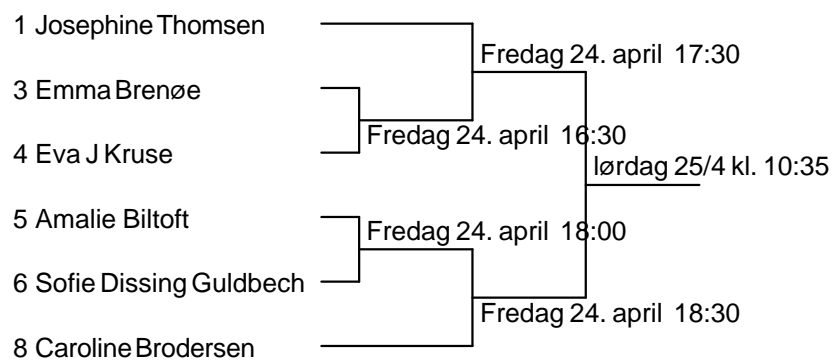 1 Josephine Thomsen
Fredag 24. april 17:30
3 Emma Brenøe
Fredag 24. april 16:30
4 Eva J Kruse
lørdag 25/4 kl. 10:35
5 Amalie Biltoft
Fredag 24. april 18:00
6 Sofie Dissing Guldbech
Fredag 24. april 18:30
8 Caroline Brodersen